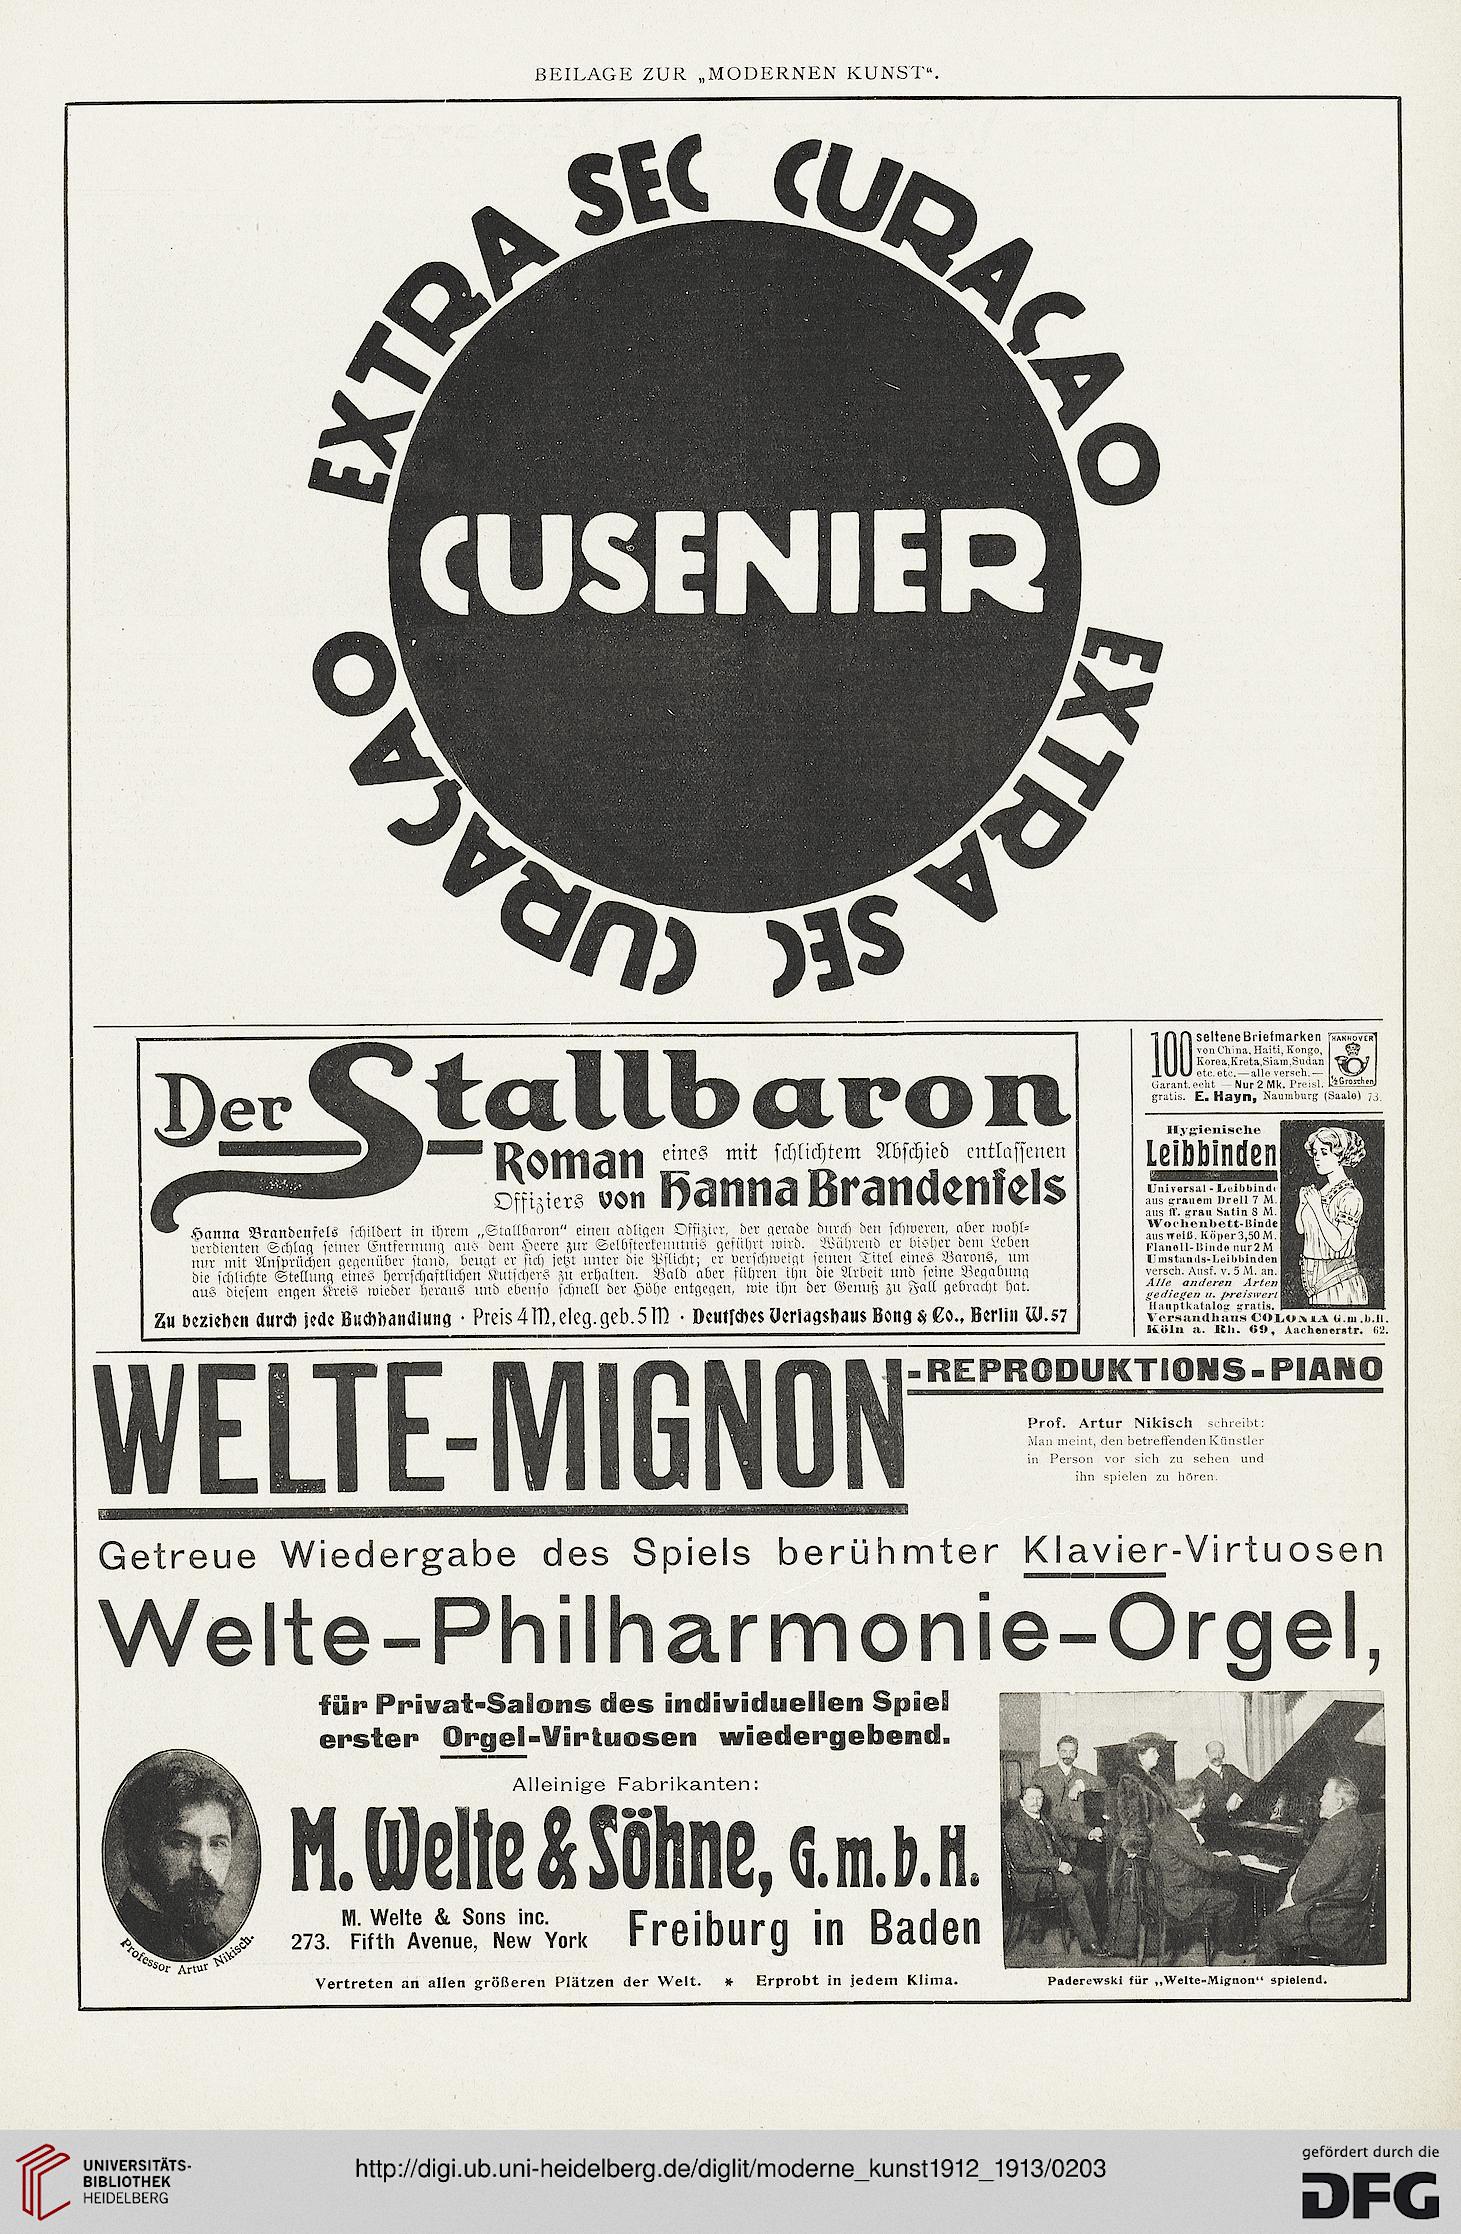 BEILAGE ZUR „MODERNEN KUNST“.
EXTRA SEC CURAÇAO
CUSENIER
EXTRA SEC CURAÇAO
Der Stallbaron
Roman eines mit schlichtem Abschied entlassenen
Offiziers von Hanna Brandenfels
Hanna Brandenfels schildert in ihrem „Stallbaron“ einen adligen Offizier, der gerade durch den schweren, aber wohl-
verdienten Schlag seiner Entfernung aus dem Heere zur Selbsterkenntnis geführt wird. Während er bisher dem Leben
nur mit Ansprüchen gegenüber stand, beugt er sich jetzt unter die Pflicht; er verschweigt seinen Titel eines Barons, um
die schlichte Stellung eines herrschaftlichen Kutschers zu erhalten. Bald aber führen ihn die Arbeit und seine Begabung
aus diesem engen Kreis wieder heraus und ebenso schnell der Höhe entgegen, wie ihn der Genuß zu Fall gebracht hat.
Zu beziehen durch jede Buchhandlung · Preis 4 M, eleg. geb. 5 M · Deutsches Verlagshaus Bong & Co., Berlin W. 57
100 seltene Briefmarken
von China, Haiti, Kongo,
Korea, Kreta, Siam, Sudan
etc. etc. — alle versch. —
Garant. echt — Nur 2 Mk. Preisl.
gratis. E. Hayn, Naumburg (Saale) 73.
HANNOVER
½ Groschen
Hygienische
Leibbinden
Universal-Leibbinde
aus grauem Drell 7 M.
aus ff. grau Satin 8 M.
Wochenbett-Binde
aus weiß. Köper 3,50 M.
Flanell-Binde nur 2 M
Umstands-Leibbinden
versch. Ausf. v. 5 M. an.
Alle anderen Arten
gediegen u. preiswert
Hauptkatalog gratis.
Versandhaus COLONIA G.m.b.H.
Köln a. Rh. 69, Aachenerstr. 62.
WELTE-MIGNON-REPRODUKTIONS-PIANO
Prof. Artur Nikisch schreibt:
Man meint, den betreffenden Künstler
in Person vor sich zu sehen und
ihn spielen zu hören.
Getreue Wiedergabe des Spiels berühmter Klavier-Virtuosen
Welte-Philharmonie-Orgel,
für Privat-Salons des individuellen Spiel
erster Orgel-Virtuosen wiedergebend.
Alleinige Fabrikanten:
M. Welte & Söhne, G.m.b.H.
M. Welte & Sons inc.
273. Fifth Avenue, New York
Freiburg in Baden
Professor Artur Nikisch.
Vertreten an allen größeren Plätzen der Welt. * Erprobt in jedem Klima.
Paderewski für „Welte-Mignon“ spielend.
UNIVERSITÄTS-
BIBLIOTHEK
HEIDELBERG
http://digi.ub.uni-heidelberg.de/diglit/moderne_kunst1912_1913/0203
gefördert durch die
DFG